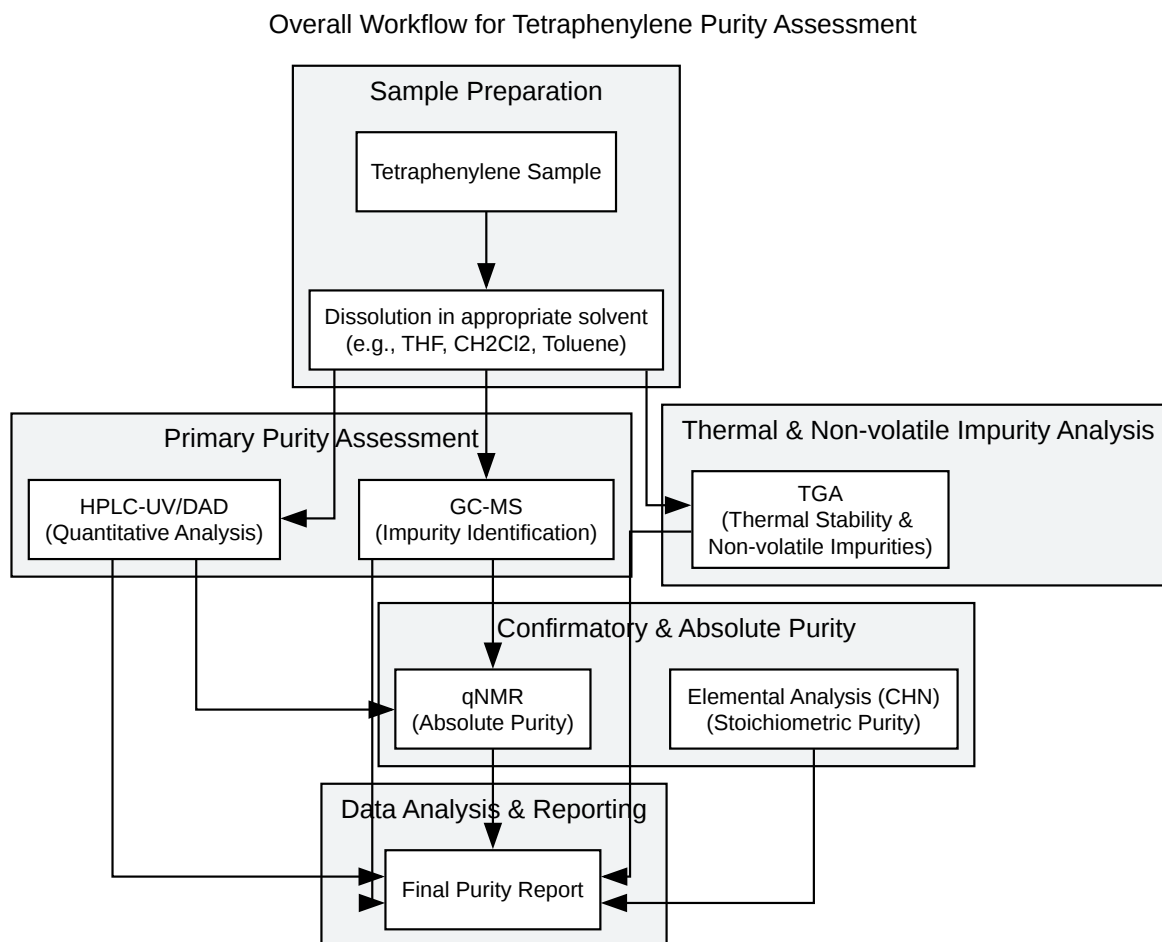 Overall Workflow for Tetraphenylene Purity Assessment
Sample Preparation
Tetraphenylene Sample
Dissolution in appropriate solvent
(e.g., THF, CH2Cl2, Toluene)
Primary Purity Assessment
HPLC-UV/DAD
(Quantitative Analysis)
GC-MS
(Impurity Identification)
Thermal & Non-volatile Impurity Analysis
TGA
(Thermal Stability &
Non-volatile Impurities)
Confirmatory & Absolute Purity
qNMR
(Absolute Purity)
Elemental Analysis (CHN)
(Stoichiometric Purity)
Data Analysis & Reporting
Final Purity Report